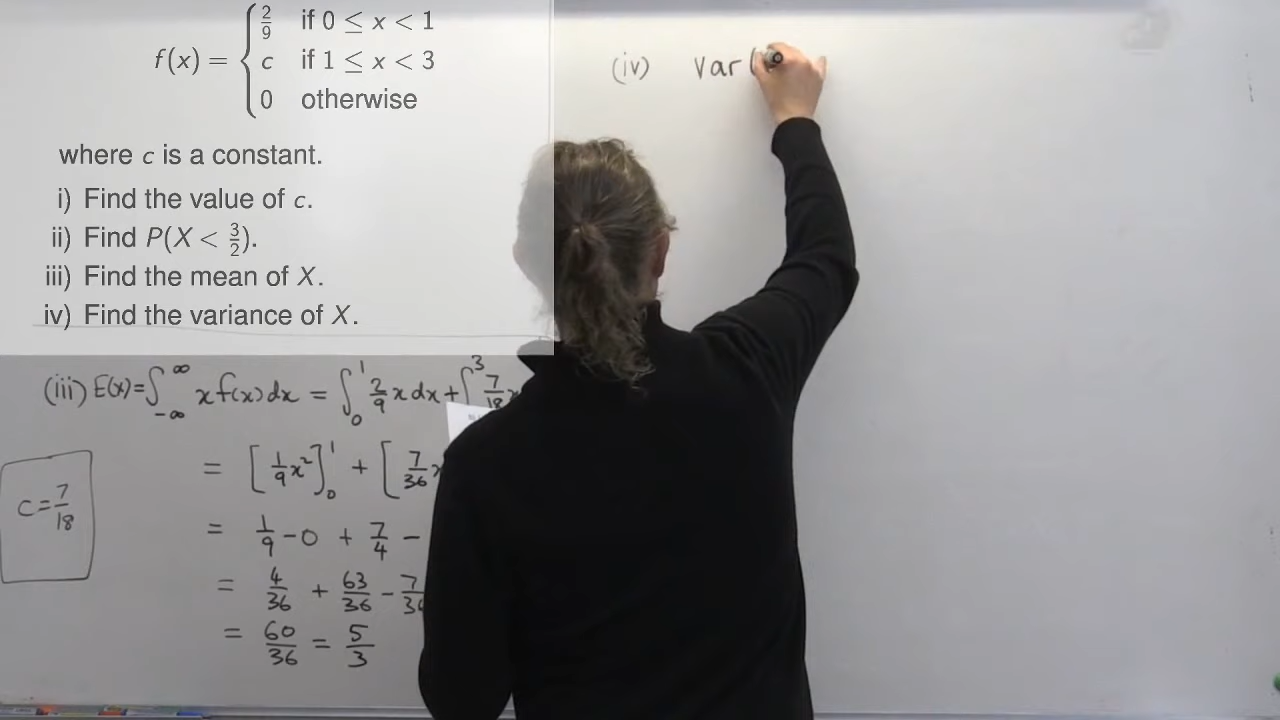 f(x) = { 2/9 if 0 ≤ x < 1
c if 1 ≤ x < 3
0 otherwise
where c is a constant.
i) Find the value of c.
ii) Find P(X < 3/2).
iii) Find the mean of X.
iv) Find the variance of X.
(iii) E(x) = ∫_{-∞}^{∞} x f(x) dx = ∫_0^1 2/9 x dx + ∫^3 7/18
= [1/9 x²]_0^1 + [7/36 x
= 1/9 - 0 + 7/4 -
= 4/36 + 63/36 - 7/36
= 60/36 = 5/3
c = 7/18
(iv) Var(